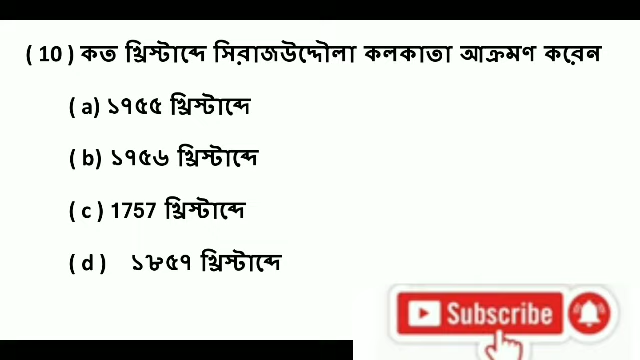 ( 10 ) কত খ্রিস্টাব্দে সিরাজউদ্দৌলা কলকাতা আক্রমণ করেন
( a) ১৭৫৫ খ্রিস্টাব্দে
( b) ১৭৫৬ খ্রিস্টাব্দে
( c ) 1757 খ্রিস্টাব্দে
( d ) ১৮৫৭ খ্রিস্টাব্দে
Subscribe